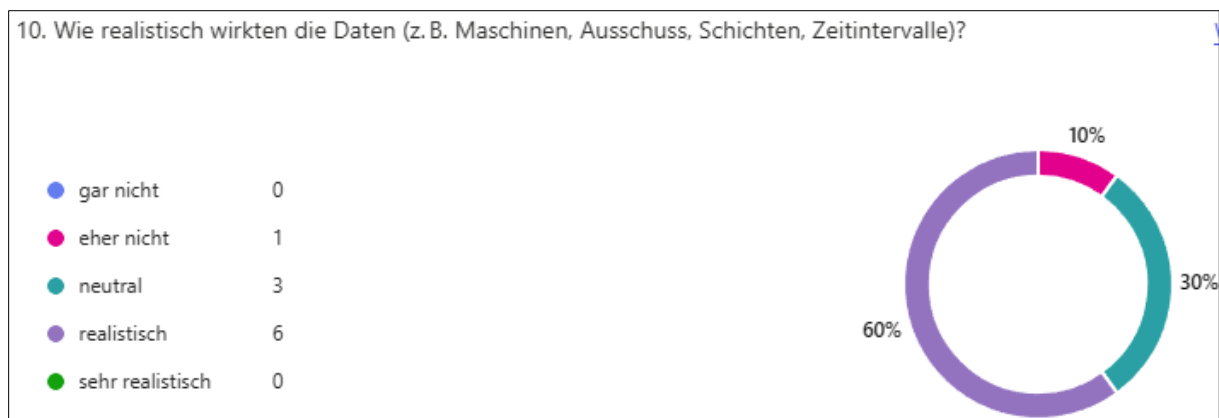 10. Wie realistisch wirkten die Daten (z. B. Maschinen, Ausschuss, Schichten, Zeitintervalle)?
gar nicht 0
eher nicht 1
neutral 3
realistisch 6
sehr realistisch 0
10%
30%
60%